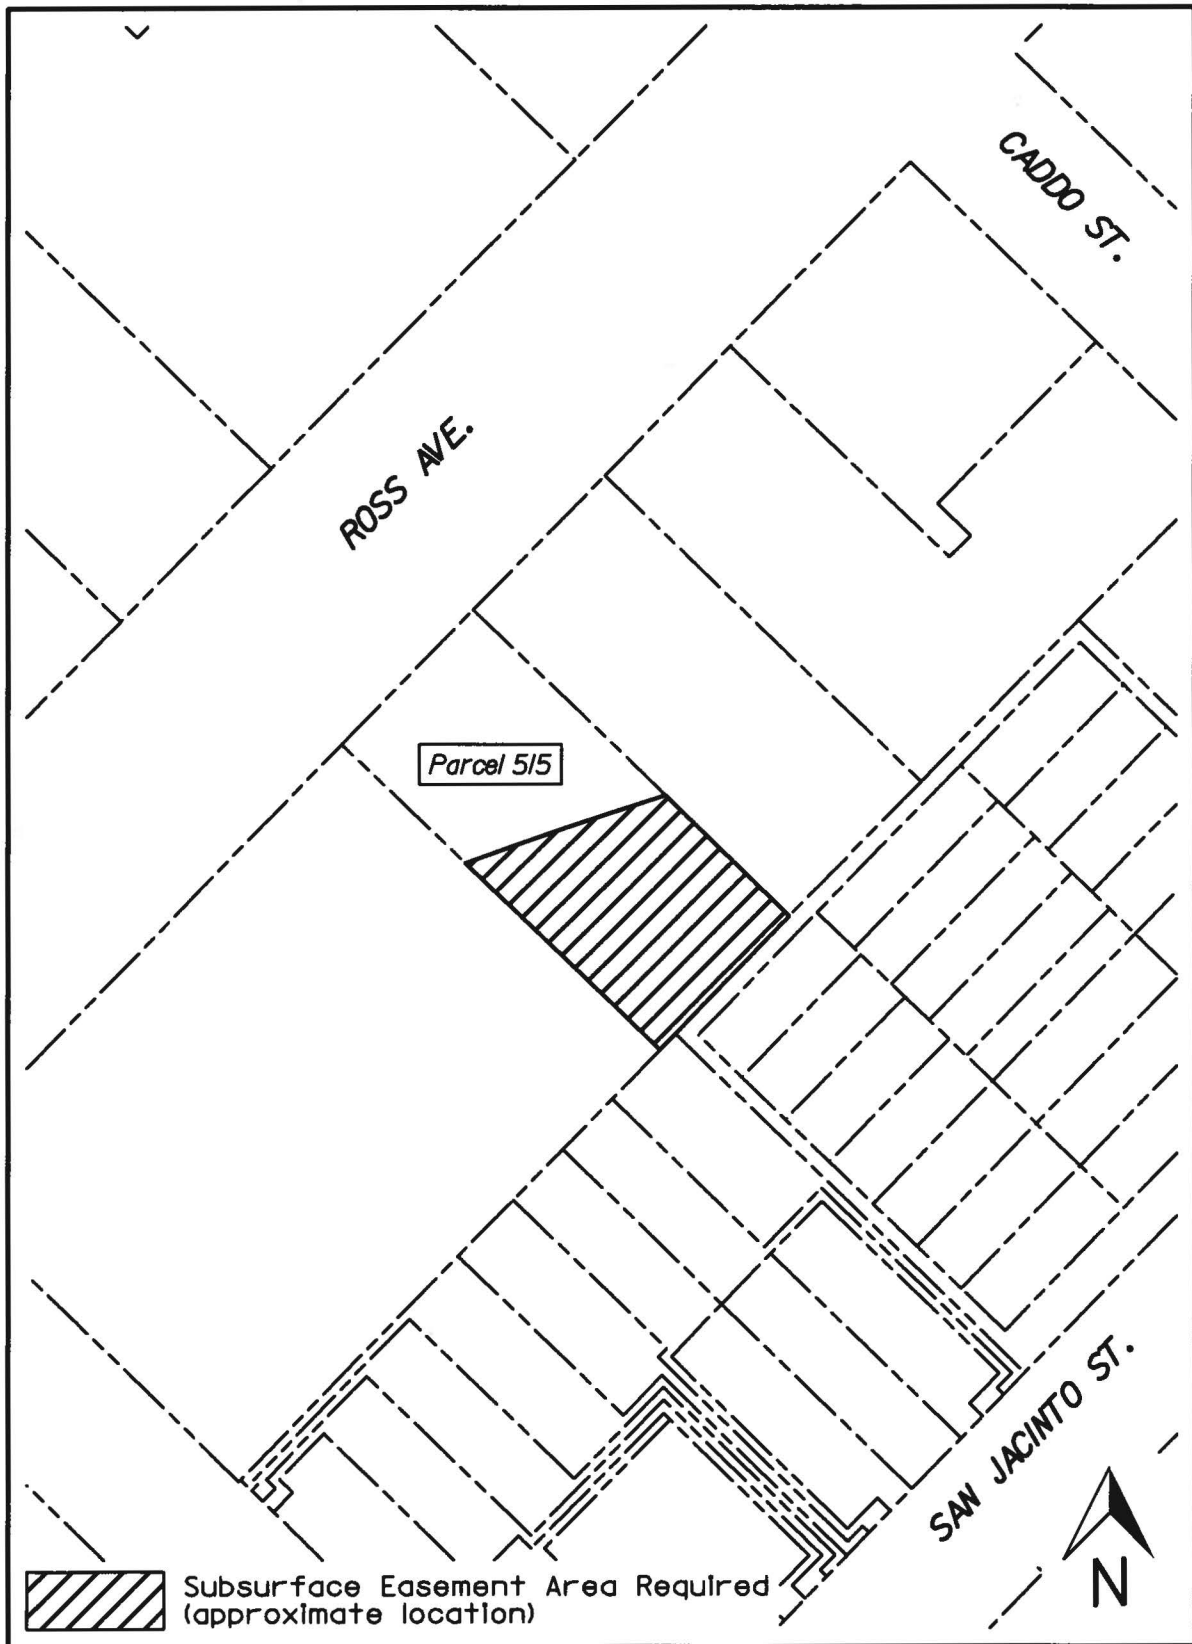 CADDO ST.
ROSS AVE.
Parcel 515
SAN JACINTO ST.
N
Subsurface Easement Area Required
(approximate location)